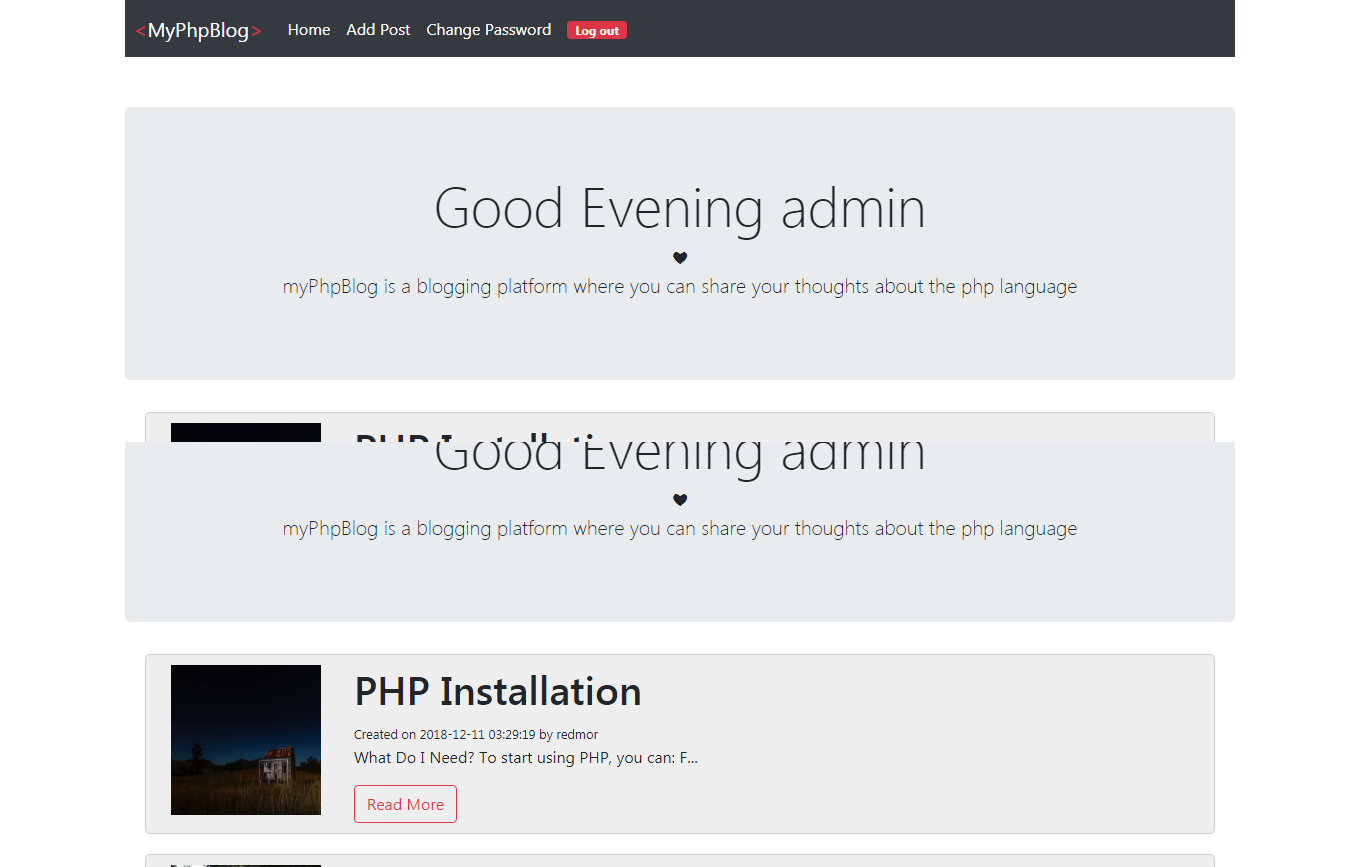 <MyPhpBlog> Home Add Post Change Password Log out
Good Evening admin
myPhpBlog is a blogging platform where you can share your thoughts about the php language
PHP Installation
Good Evening admin
myPhpBlog is a blogging platform where you can share your thoughts about the php language
PHP Installation
Created on 2018-12-11 03:29:19 by redmor
What Do I Need? To start using PHP, you can: F...
Read More